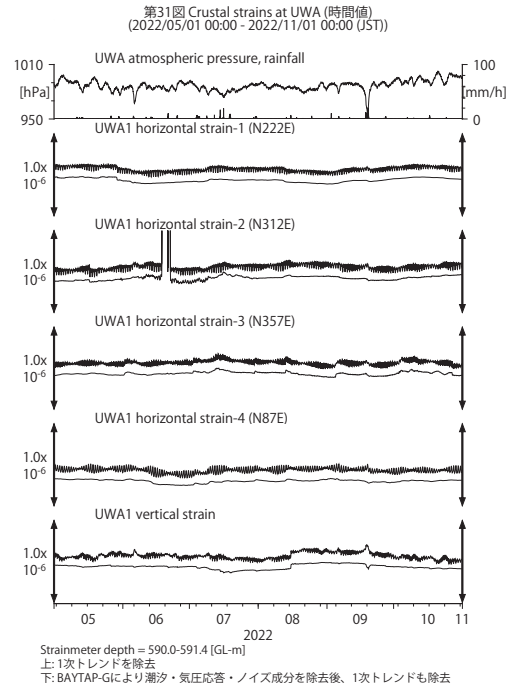 第31図 Crustal strains at UWA (時間値)
(2022/05/01 00:00 - 2022/11/01 00:00 (JST))
UWA atmospheric pressure, rainfall
1010 100
[hPa] [mm/h]
950 0
UWA1 horizontal strain-1 (N222E)
1.0x
10-6
UWA1 horizontal strain-2 (N312E)
1.0x
10-6
UWA1 horizontal strain-3 (N357E)
1.0x
10-6
UWA1 horizontal strain-4 (N87E)
1.0x
10-6
UWA1 vertical strain
1.0x
10-6
05 06 07 08 09 10 11
2022
Strainmeter depth = 590.0-591.4 [GL-m]
上: 1次トレンドを除去
下: BAYTAP-Gにより潮汐・気圧応答・ノイズ成分を除去後、1次トレンドも除去